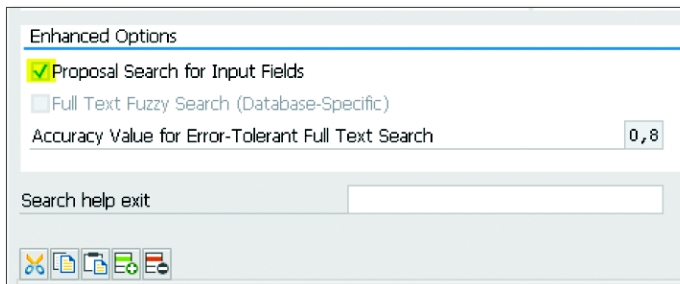 Enhanced Options
Proposal Search for Input Fields
Full Text Fuzzy Search (Database-Specific)
Accuracy Value for Error-Tolerant Full Text Search 0,8
Search help exit